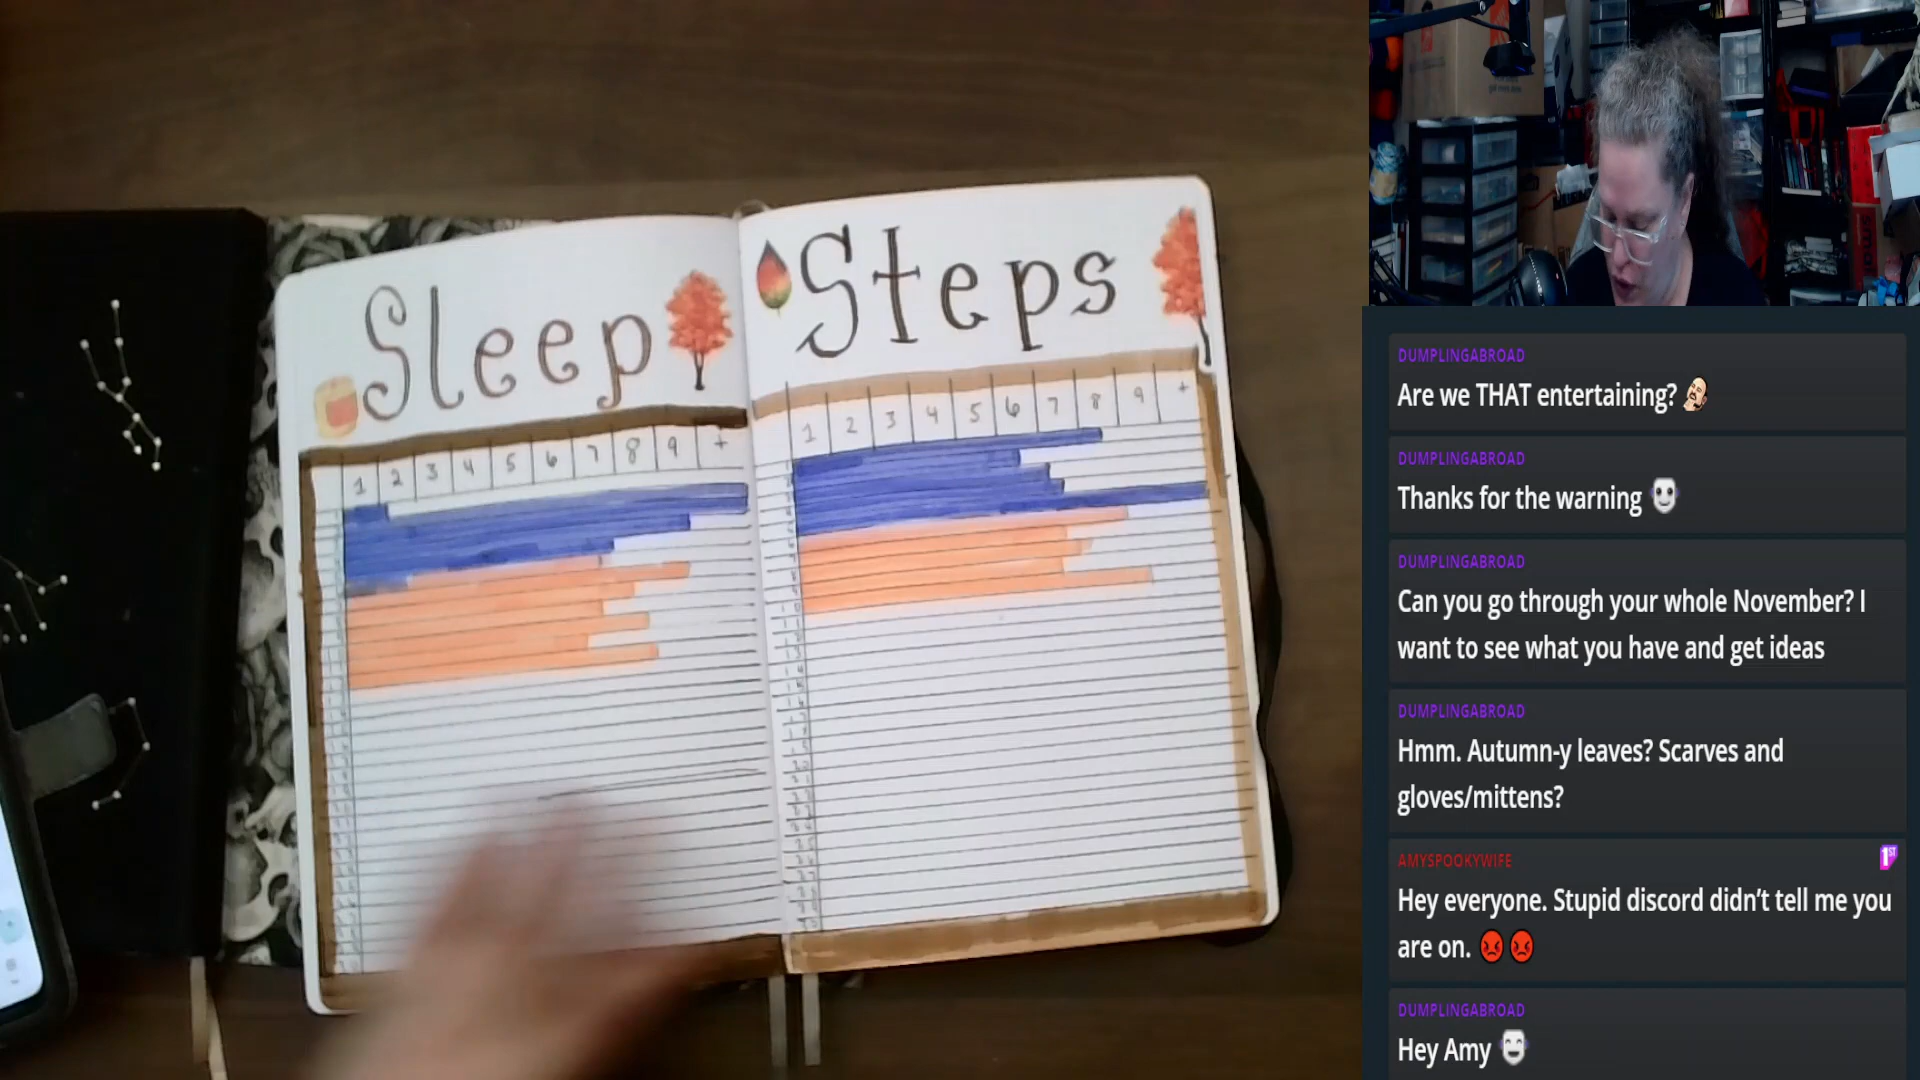 Sleep
1 2 3 4 5 6 7 8 9 +
Steps
1 2 3 4 5 6 7 8 9 +
DUMPLINGABROAD
Are we THAT entertaining?
DUMPLINGABROAD
Thanks for the warning
DUMPLINGABROAD
Can you go through your whole November? I
want to see what you have and get ideas
DUMPLINGABROAD
Hmm. Autumn-y leaves? Scarves and
gloves/mittens?
AMYSPOOKYWIFE
1ST
Hey everyone. Stupid discord didn’t tell me you
are on. 😡 😡
DUMPLINGABROAD
Hey Amy